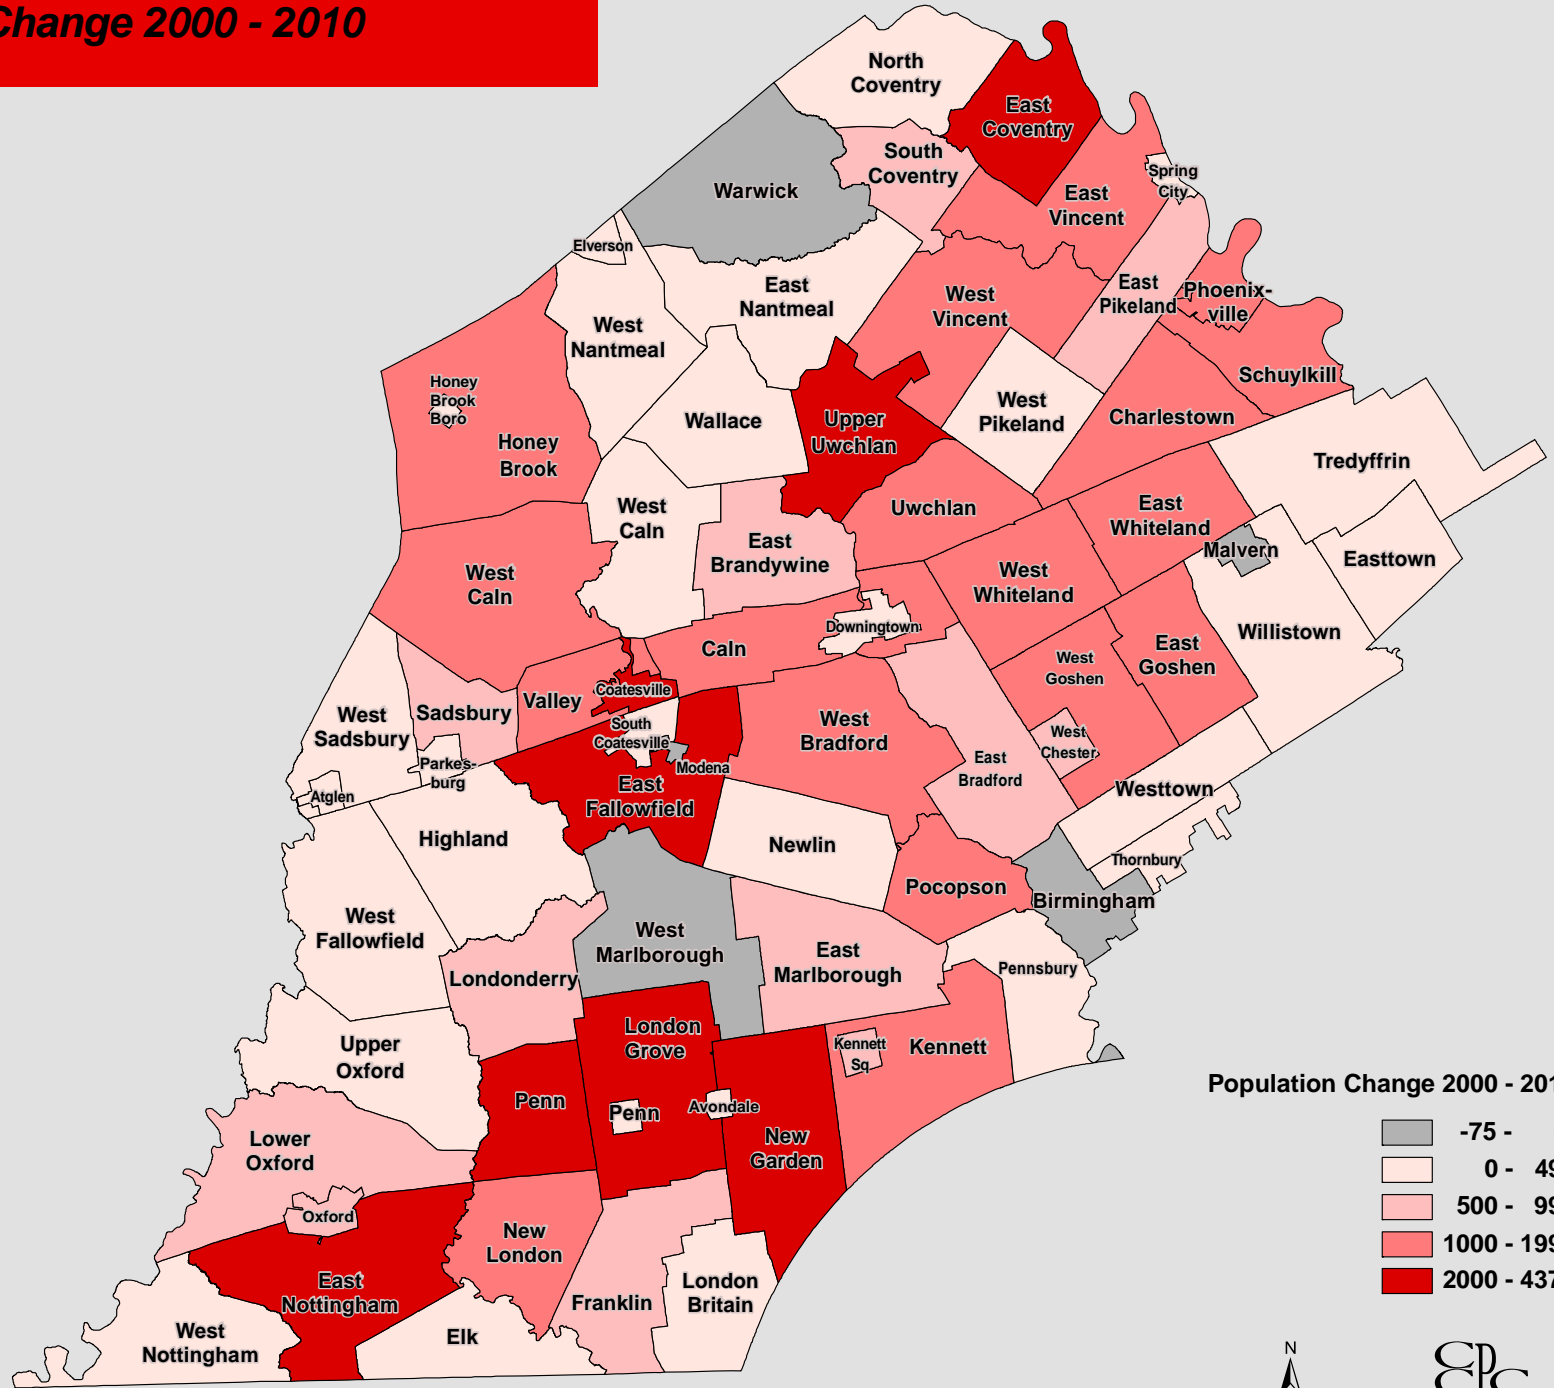 Change 2000 - 2010
North
Coventry
East
Coventry
South
Coventry
Warwick
Spring
City
East
Vincent
Elverson
East
Nantmeal
East
Pikeland
Phoenix-
ville
West
Vincent
West
Nantmeal
Schuylkill
Honey
Brook
Boro
West
Pikeland
Charlestown
Wallace
Upper
Uwchlan
Honey
Brook
Tredyffrin
West
Caln
Uwchlan
East
Whiteland
East
Brandywine
Malvern
Easttown
West
Caln
West
Whiteland
Downingtown
Willistown
Caln
East
Goshen
West
Goshen
Coatesville
Valley
Sadsbury
West
Sadsbury
South
Coatesville
West
Bradford
West
Chester
Parkes-
burg
Modena
East
Bradford
East
Fallowfield
Westtown
Atglen
Highland
Newlin
Thornbury
Pocopson
Birmingham
West
Fallowfield
West
Marlborough
East
Marlborough
Londonderry
Pennsbury
London
Grove
Upper
Oxford
Kennett
Sq
Kennett
Population Change 2000 - 201
Penn
Penn
Avondale
-75 -
New
Garden
Lower
Oxford
0 - 49
500 - 99
Oxford
New
London
1000 - 199
East
Nottingham
2000 - 437
London
Britain
Franklin
West
Nottingham
Elk
N
CPC